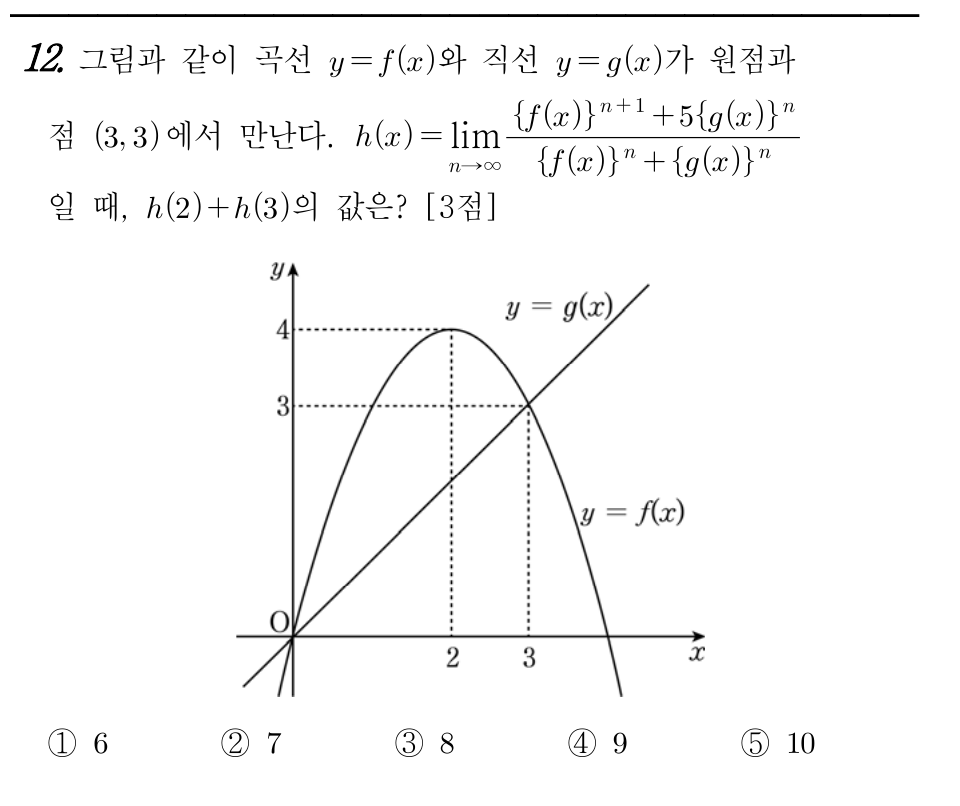 12. 그림과 같이 곡선 y=f(x)와 직선 y=g(x)가 원점과
점 (3, 3)에서 만난다. h(x)=lim_{n→∞} \frac{{f(x)}^{n+1}+5{g(x)}^n}{{f(x)}^n+{g(x)}^n}
일 때, h(2)+h(3)의 값은? [3점]
y
y = g(x)
4
3
y = f(x)
O
2 3 x
① 6 ② 7 ③ 8 ④ 9 ⑤ 10